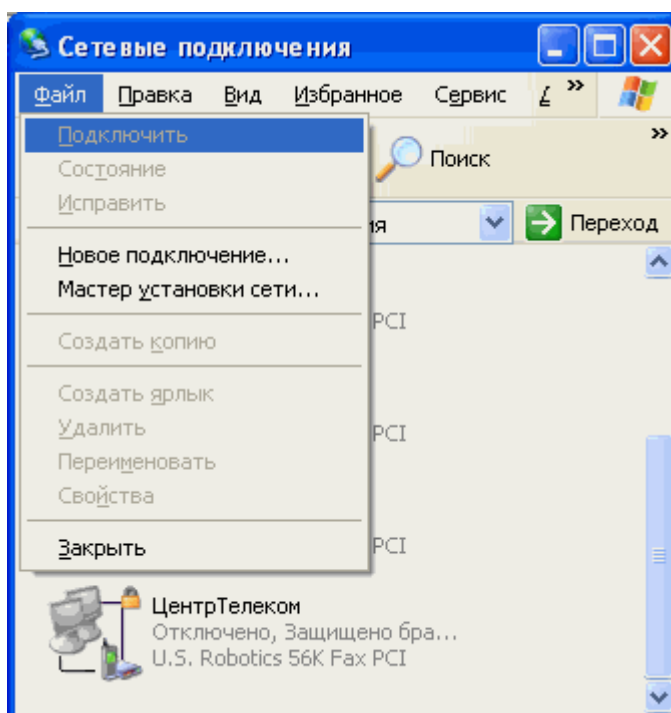 Сетевые подключения
Файл Правка Вид Избранное Сервис »
Подключить
»
Поиск
Состояние
Исправить
ия
Переход
Новое подключение...
Мастер установки сети...
PCI
Создать копию
Создать ярлык
Удалить
PCI
Переименовать
Свойства
Закрыть
PCI
ЦентрТелеком
Отключено, Защищено бра...
U.S. Robotics 56K Fax PCI